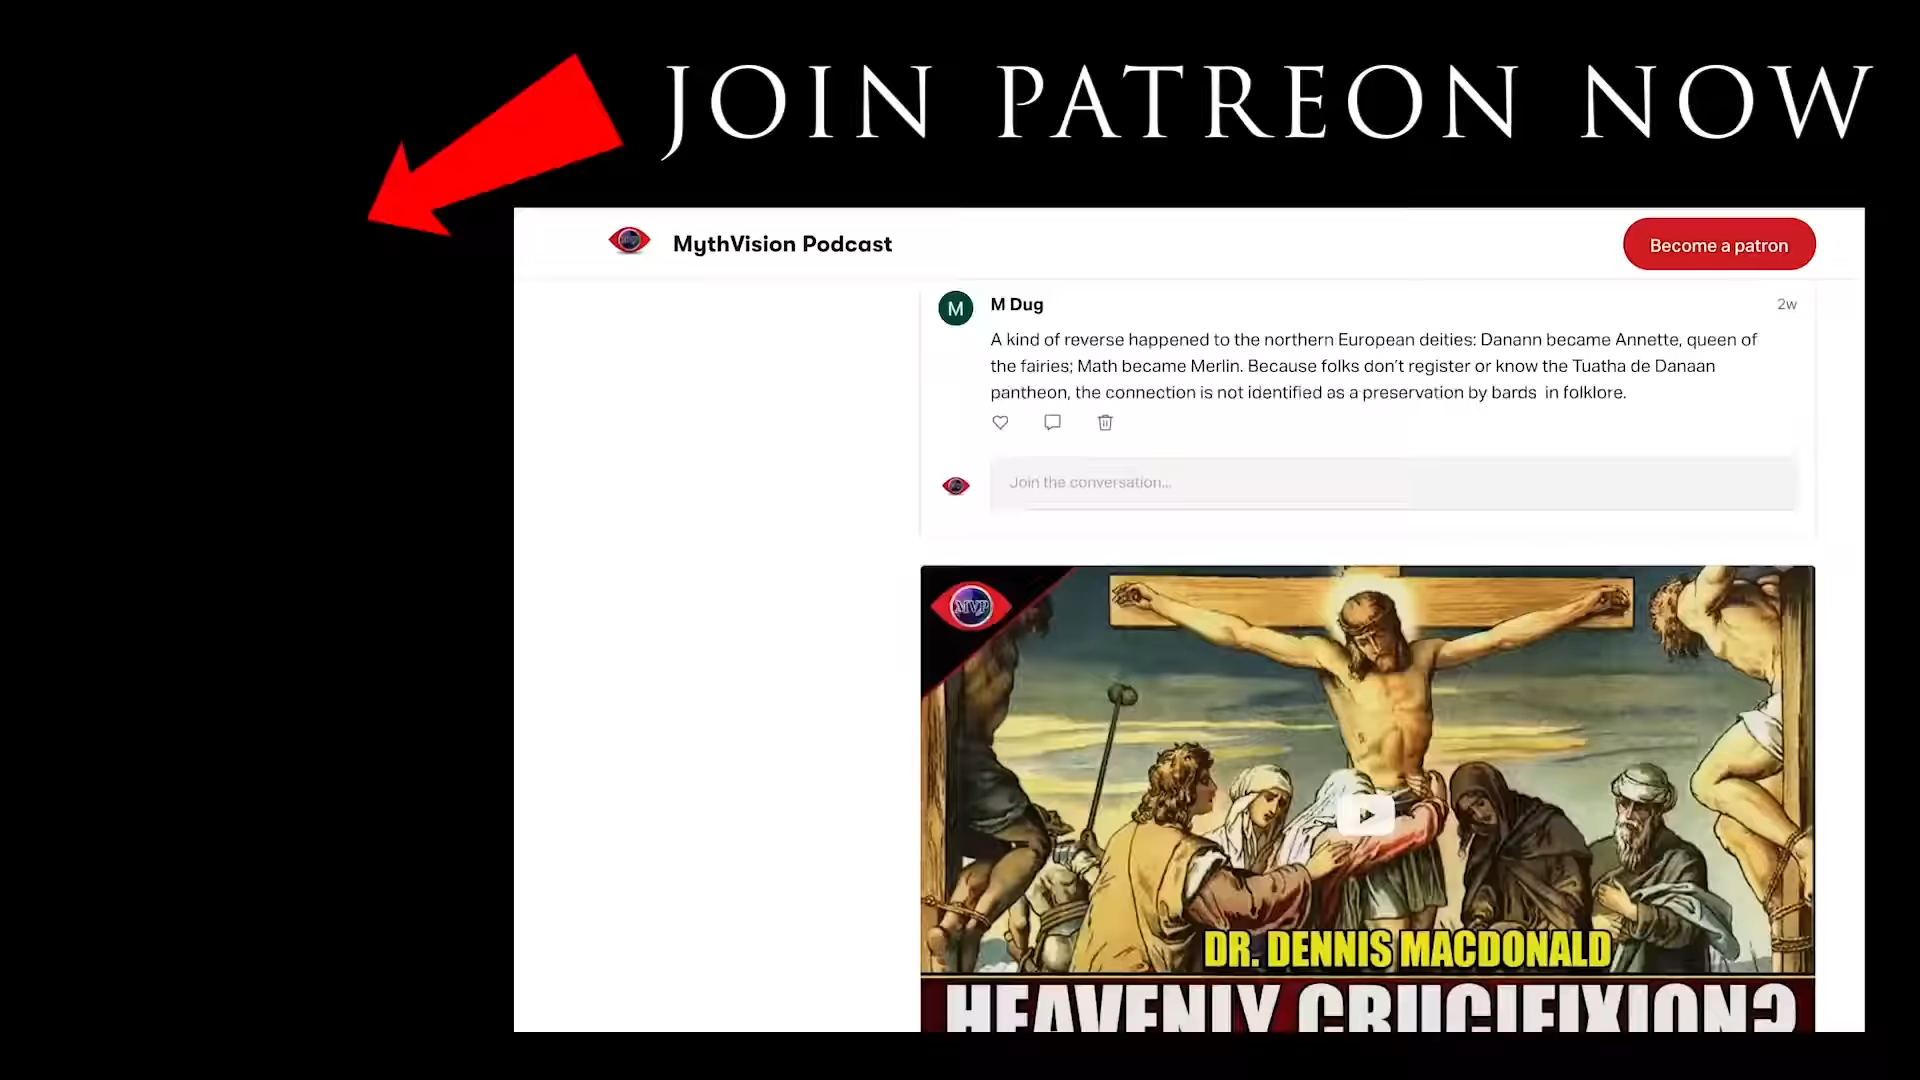 JOIN PATREON NOW
MythVision Podcast
Become a patron
M
M Dug
2w
A kind of reverse happened to the northern European deities: Danann became Annette, queen of
the fairies; Math became Merlin. Because folks don't register or know the Tuatha de Danaan
pantheon, the connection is not identified as a preservation by bards in folklore.
Join the conversation...
MVP
DR. DENNIS MACDONALD
HEAVENLY CRUCIFIXION?